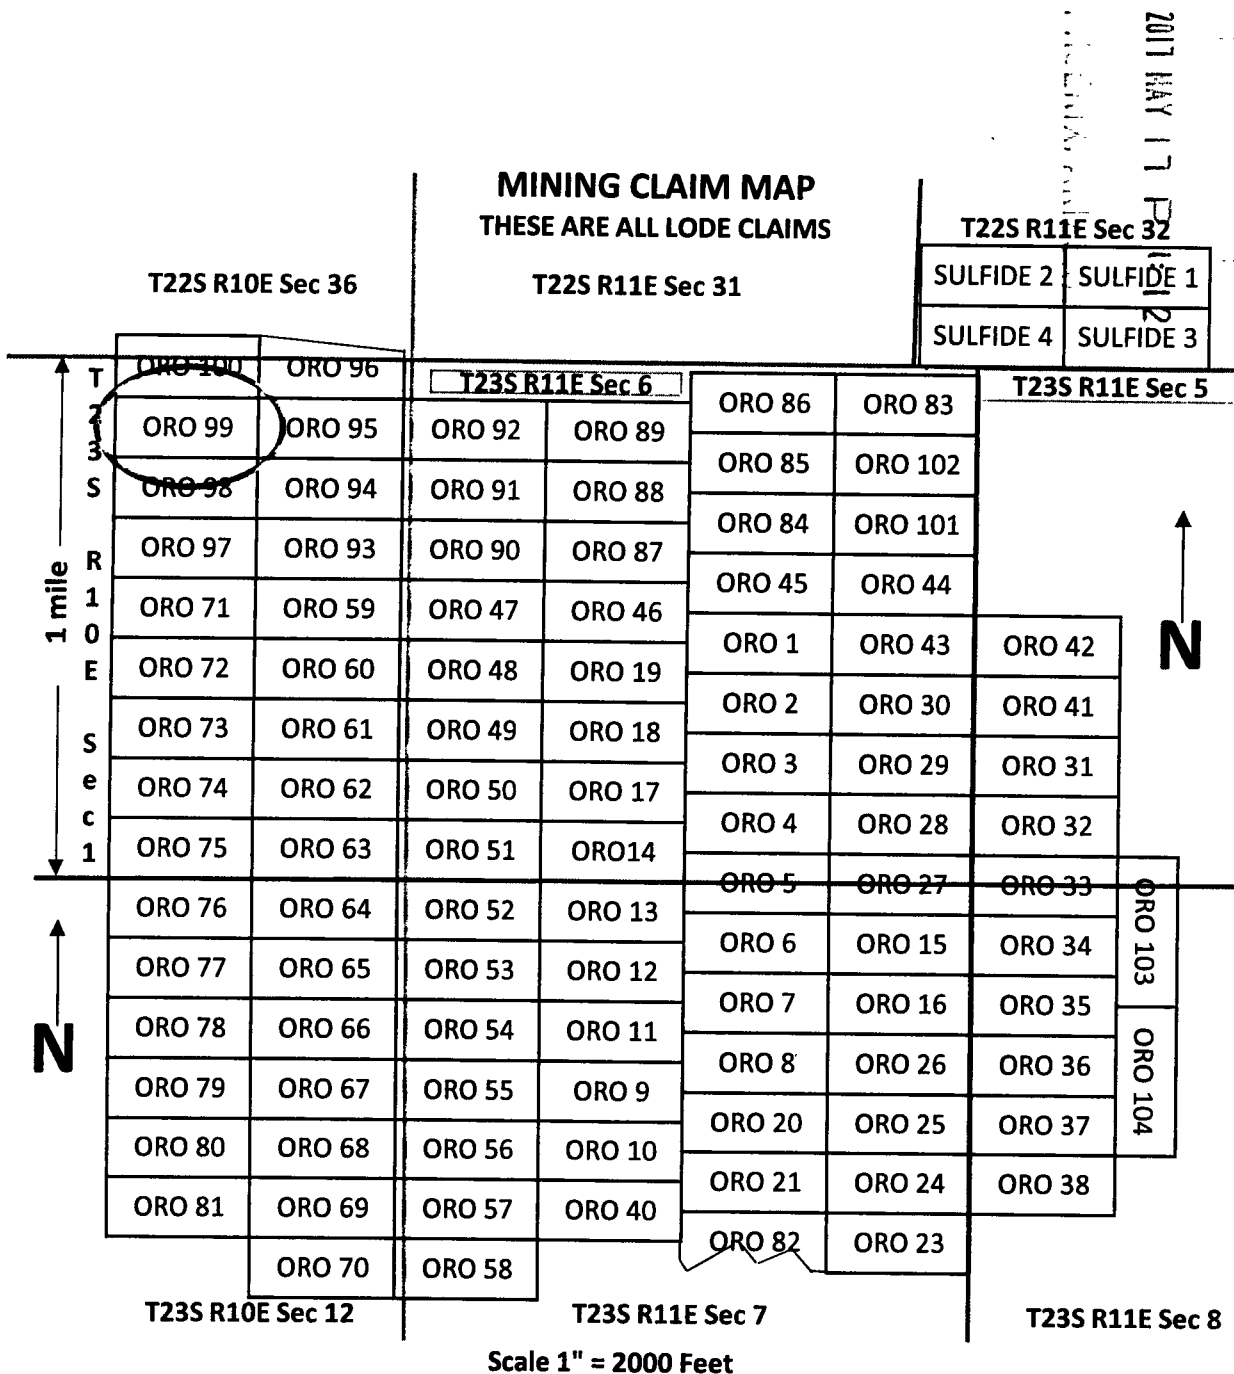 2017 MAY 17 P 1:12
MINING CLAIM MAP
THESE ARE ALL LODE CLAIMS
T22S R11E Sec 32
T22S R10E Sec 36 T22S R11E Sec 31
SULFIDE 2 SULFIDE 1
SULFIDE 4 SULFIDE 3
T23S R10E Sec 1
T23S R11E Sec 6
T23S R11E Sec 5
1 mile
ORO 100 ORO 96
ORO 86 ORO 83
ORO 99 ORO 95 ORO 92 ORO 89
ORO 85 ORO 102
ORO 98 ORO 94 ORO 91 ORO 88
ORO 84 ORO 101
ORO 97 ORO 93 ORO 90 ORO 87
ORO 45 ORO 44
ORO 71 ORO 59 ORO 47 ORO 46
ORO 1 ORO 43 ORO 42
N
ORO 72 ORO 60 ORO 48 ORO 19
ORO 2 ORO 30 ORO 41
ORO 73 ORO 61 ORO 49 ORO 18
ORO 3 ORO 29 ORO 31
ORO 74 ORO 62 ORO 50 ORO 17
ORO 4 ORO 28 ORO 32
ORO 75 ORO 63 ORO 51 ORO14
ORO 5 ORO 27 ORO 33
ORO 103
ORO 76 ORO 64 ORO 52 ORO 13
ORO 6 ORO 15 ORO 34
ORO 77 ORO 65 ORO 53 ORO 12
ORO 7 ORO 16 ORO 35
ORO 104
N
ORO 78 ORO 66 ORO 54 ORO 11
ORO 8 ORO 26 ORO 36
ORO 79 ORO 67 ORO 55 ORO 9
ORO 20 ORO 25 ORO 37
ORO 80 ORO 68 ORO 56 ORO 10
ORO 21 ORO 24 ORO 38
ORO 81 ORO 69 ORO 57 ORO 40
ORO 82 ORO 23
ORO 70 ORO 58
T23S R10E Sec 12 T23S R11E Sec 7 T23S R11E Sec 8
Scale 1" = 2000 Feet